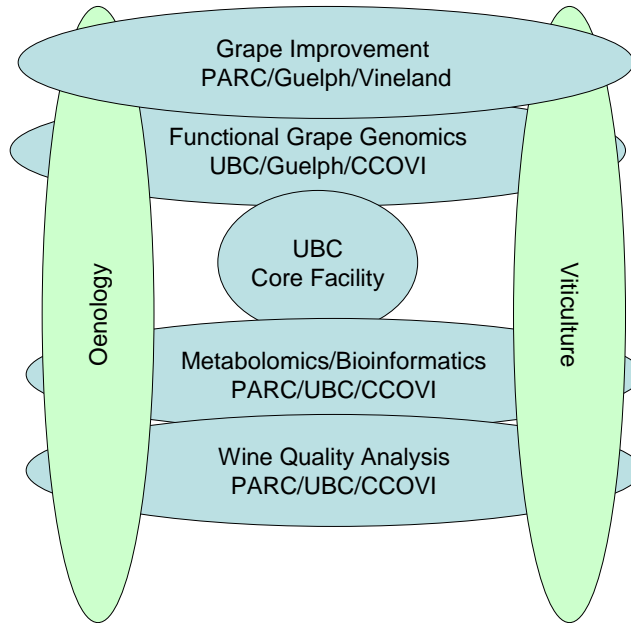 Grape Improvement
PARC/Guelph/Vineland
Functional Grape Genomics
UBC/Guelph/CCOVI
UBC
Core Facility
Oenology
Viticulture
Metabolomics/Bioinformatics
PARC/UBC/CCOVI
Wine Quality Analysis
PARC/UBC/CCOVI